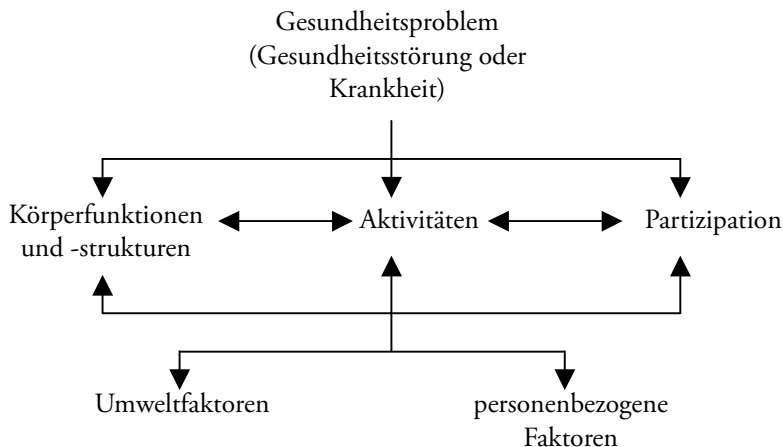 Gesundheitsproblem
(Gesundheitsstörung oder
Krankheit)
Körperfunktionen
und -strukturen
Aktivitäten
Partizipation
Umweltfaktoren
personenbezogene
Faktoren